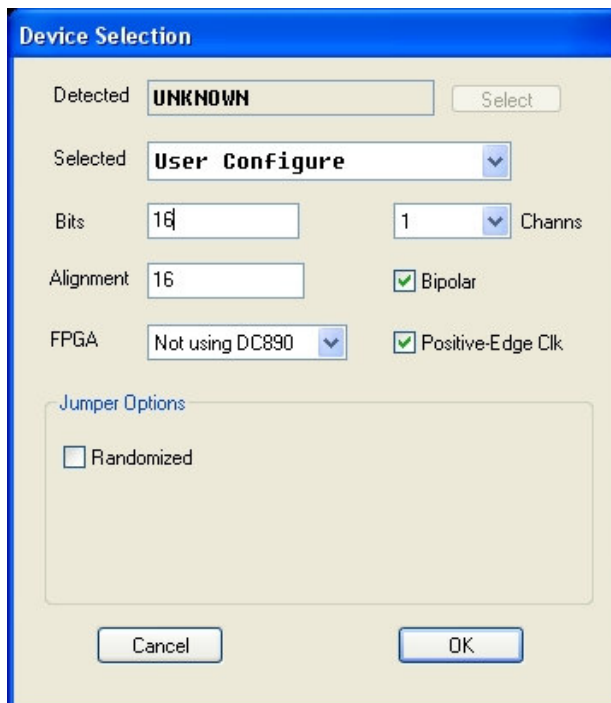 Device Selection
Detected UNKNOWN Select
Selected User Configure
Bits 16 1 Channs
Alignment 16 Bipolar
FPGA Not using DC890 Positive-Edge Clk
Jumper Options
Randomized
Cancel OK